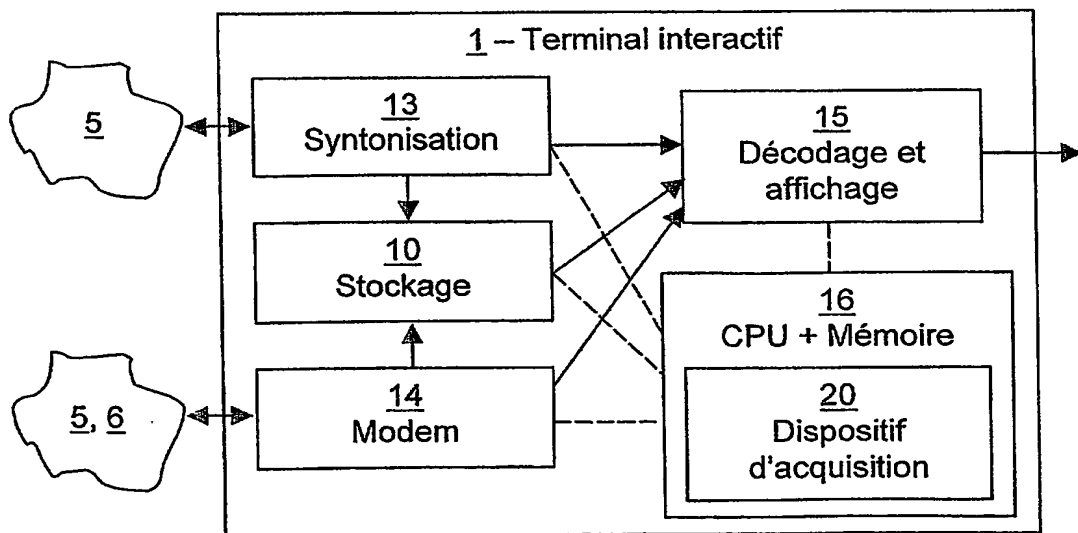 1 – Terminal interactif
5
13
Syntonisation
15
Décodage et
affichage
10
Stockage
16
CPU + Mémoire
5, 6
14
Modem
20
Dispositif
d'acquisition